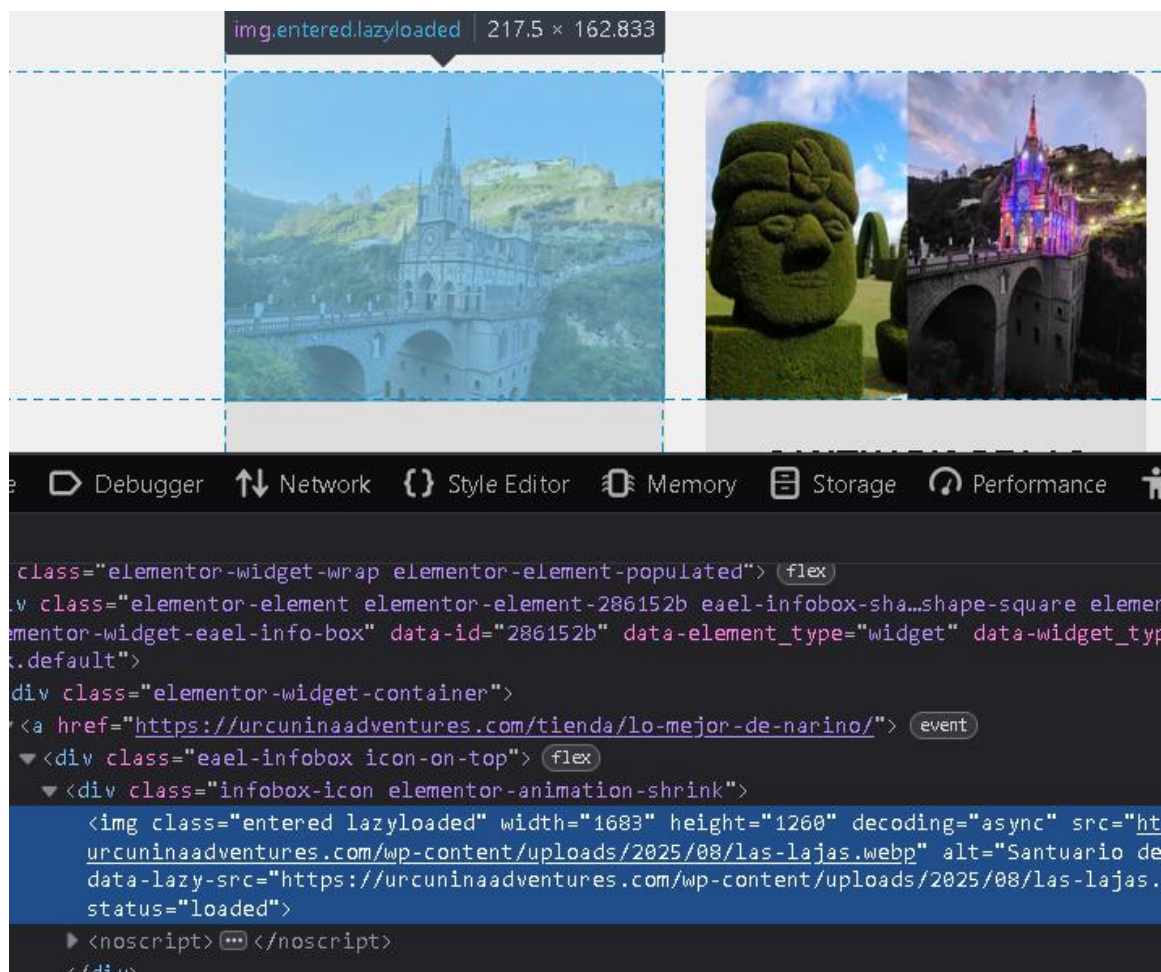 img.entered.lazyloaded | 217.5 × 162.833
Debugger Network {} Style Editor Memory Storage Performance
class="elementor-widget-wrap elementor-element-populated"> flex
v class="elementor-element elementor-element-286152b eael-infobox-sha…shape-square elemen
ementor-widget-eael-info-box" data-id="286152b" data-element_type="widget" data-widget_typ
.default">
div class="elementor-widget-container">
<a href="https://urcuninaadventures.com/tienda/lo-mejor-de-narino/"> event
<div class="eael-infobox icon-on-top"> flex
<div class="infobox-icon elementor-animation-shrink">
<img class="entered lazyloaded" width="1683" height="1260" decoding="async" src="ht
urcuninaadventures.com/wp-content/uploads/2025/08/las-lajas.webp" alt="Santuario de
data-lazy-src="https://urcuninaadventures.com/wp-content/uploads/2025/08/las-lajas.
status="loaded">
<noscript> ••• </noscript>
</div>